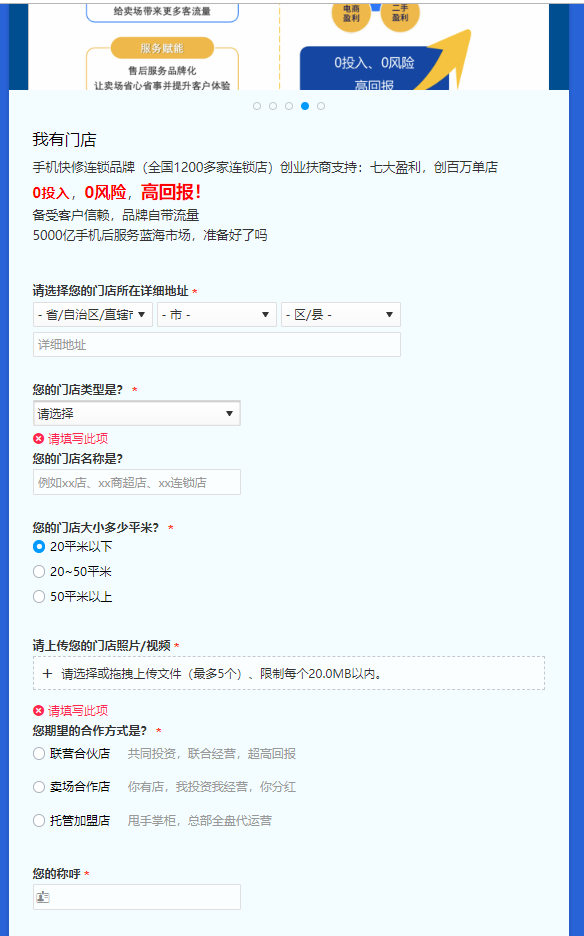 给卖场带来更多客流量
服务赋能
售后服务品牌化
让卖场省心省事并提升客户体验
电商
盈利
二手
盈利
0投入、0风险
高回报
我有门店
手机快修连锁品牌（全国1200多家连锁店）创业扶商支持：七大盈利，创百万单店
0投入，0风险，高回报！
备受客户信赖，品牌自带流量
5000亿手机后服务蓝海市场，准备好了吗
请选择您的门店所在详细地址 *
- 省/自治区/直辖市
- 市 -
- 区/县 -
详细地址
您的门店类型是？ *
请选择
请填写此项
您的门店名称是？
例如xx店、xx商超店、xx连锁店
您的门店大小多少平米？ *
20平米以下
20~50平米
50平米以上
请上传您的门店照片/视频 *
+ 请选择或拖拽上传文件（最多5个）、限制每个20.0MB以内。
请填写此项
您期望的合作方式是？ *
联营合伙店 共同投资，联合经营，超高回报
卖场合作店 你有店，我投资我经营，你分红
托管加盟店 甩手掌柜，总部全盘代运营
您的称呼 *